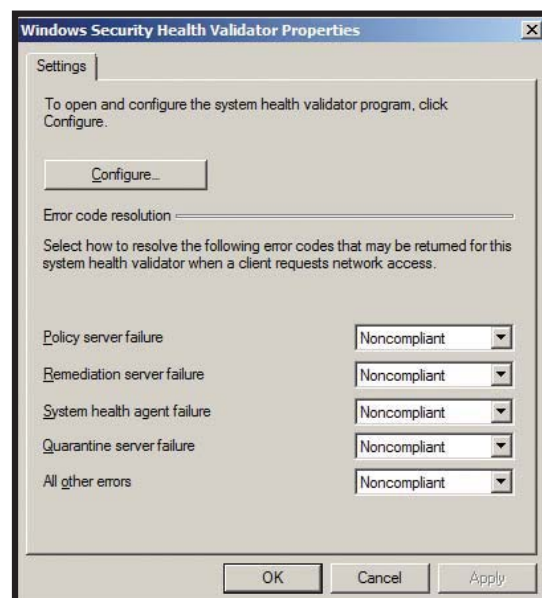 Windows Security Health Validator Properties
Settings
To open and configure the system health validator program, click
Configure.
Configure...
Error code resolution
Select how to resolve the following error codes that may be returned for this
system health validator when a client requests network access.
Policy server failure Noncompliant
Remediation server failure Noncompliant
System health agent failure Noncompliant
Quarantine server failure Noncompliant
All other errors Noncompliant
OK Cancel Apply